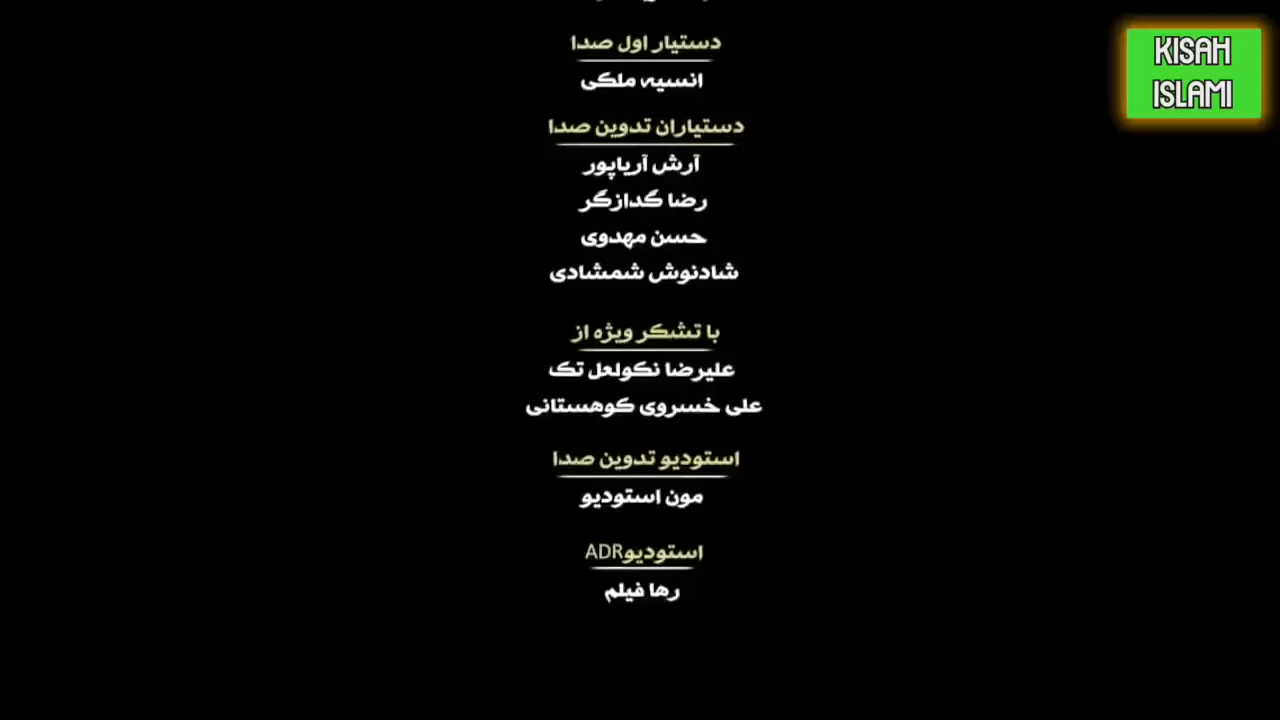 دستیار اول صدا
انسیه ملکی
دستیاران تدوین صدا
آرش آریاپور
رضا گدازگر
حسن مهدوی
شادنوش شمشادی
با تشکر ویژه از
علیرضا نکولعل تک
علی خسروی کوهستانی
استودیو تدوین صدا
مون استودیو
استودیوADR
رها فیلم
KISAH
ISLAMI